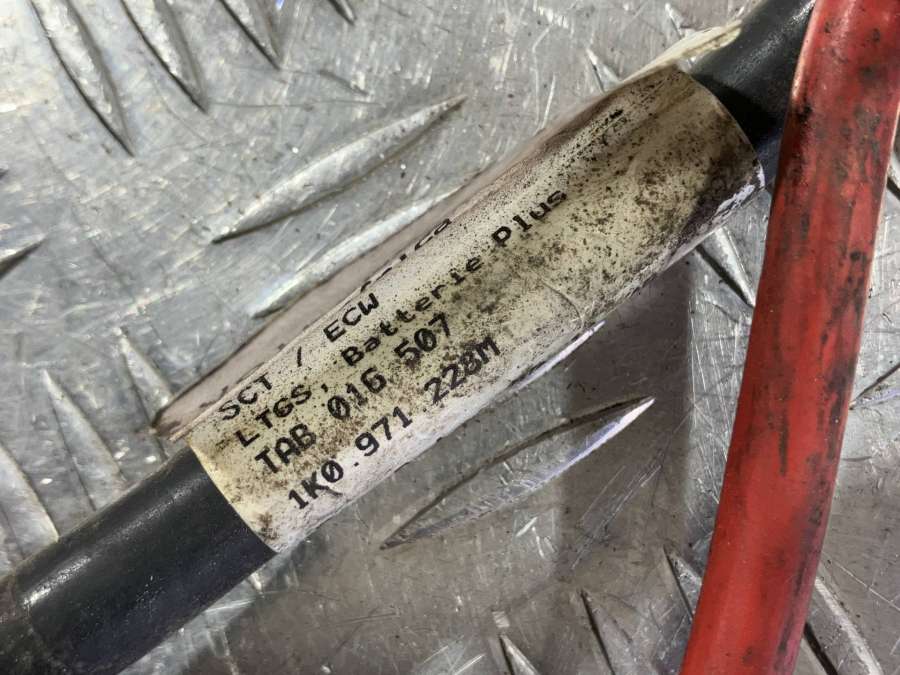 SCT / ECW
LTGS, Batterie Plus
TAB 016 507
1K0.971 228M